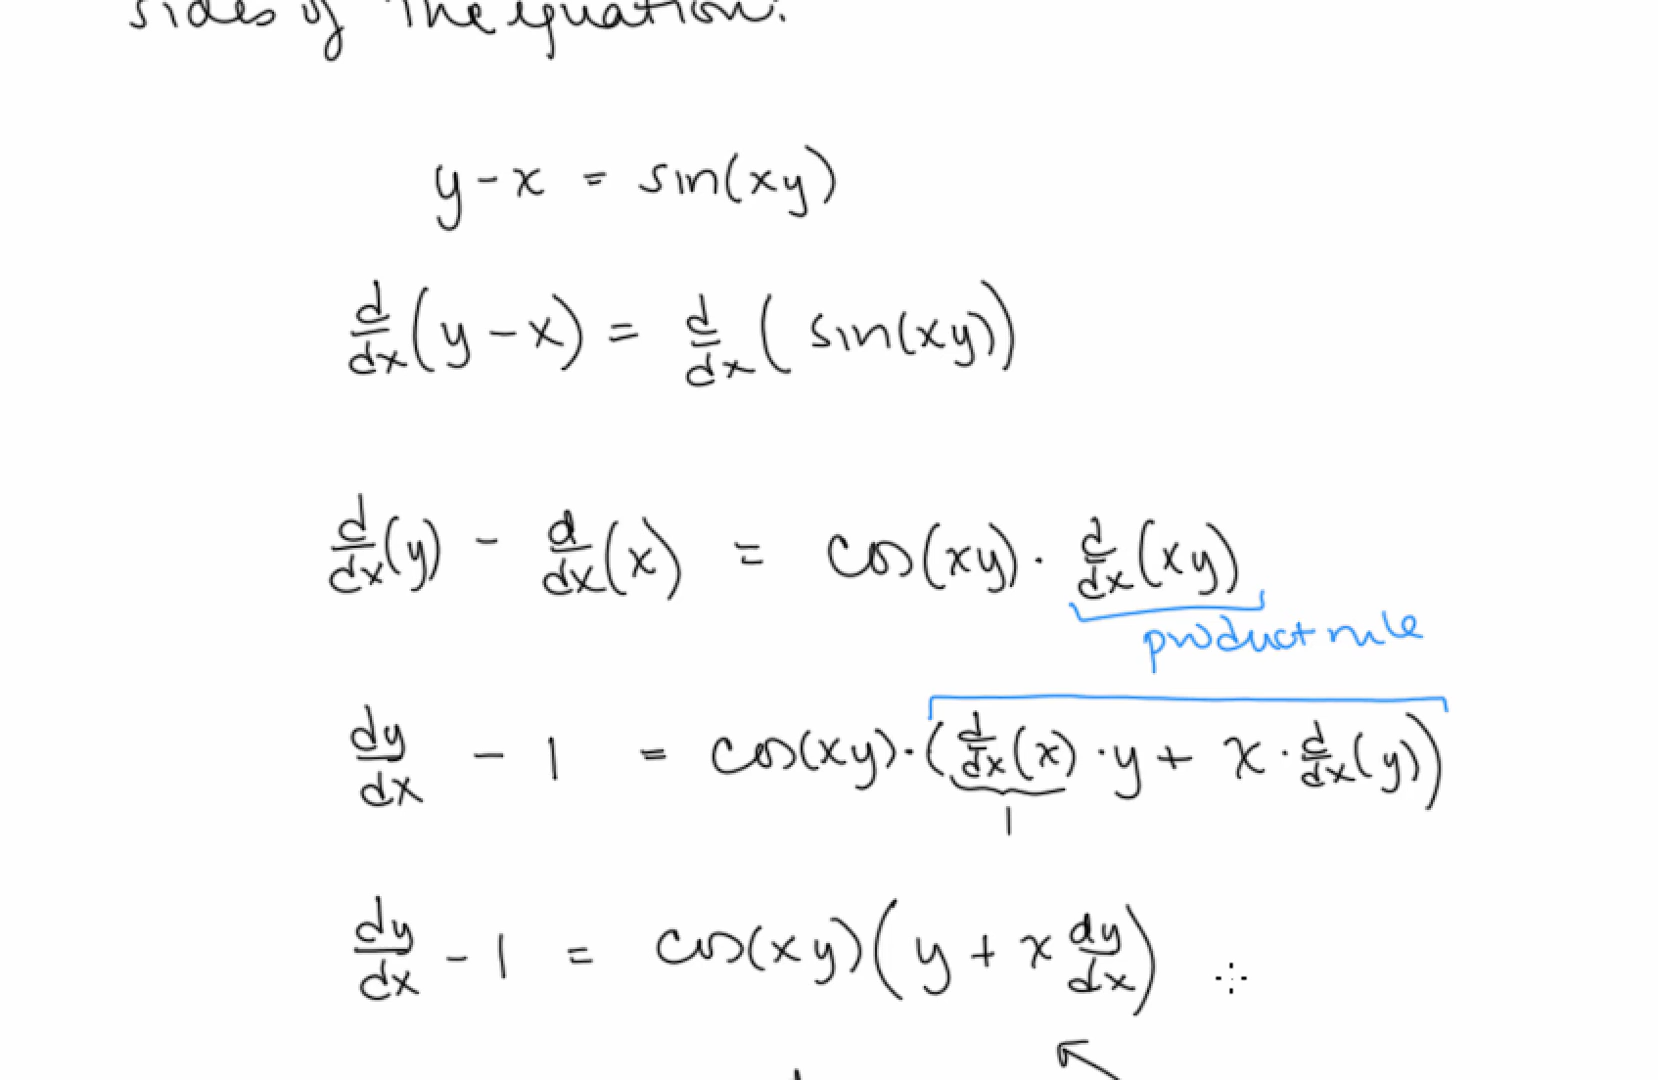 sides of the equation.
y - x = sin(xy)
d/dx (y - x) = d/dx ( sin(xy))
d/dx (y) - d/dx (x) = cos(xy) · d/dx (xy)
product rule
dy/dx - 1 = cos(xy) · (d/dx (x) · y + x · d/dx (y))
1
dy/dx - 1 = cos(xy) (y + x dy/dx)